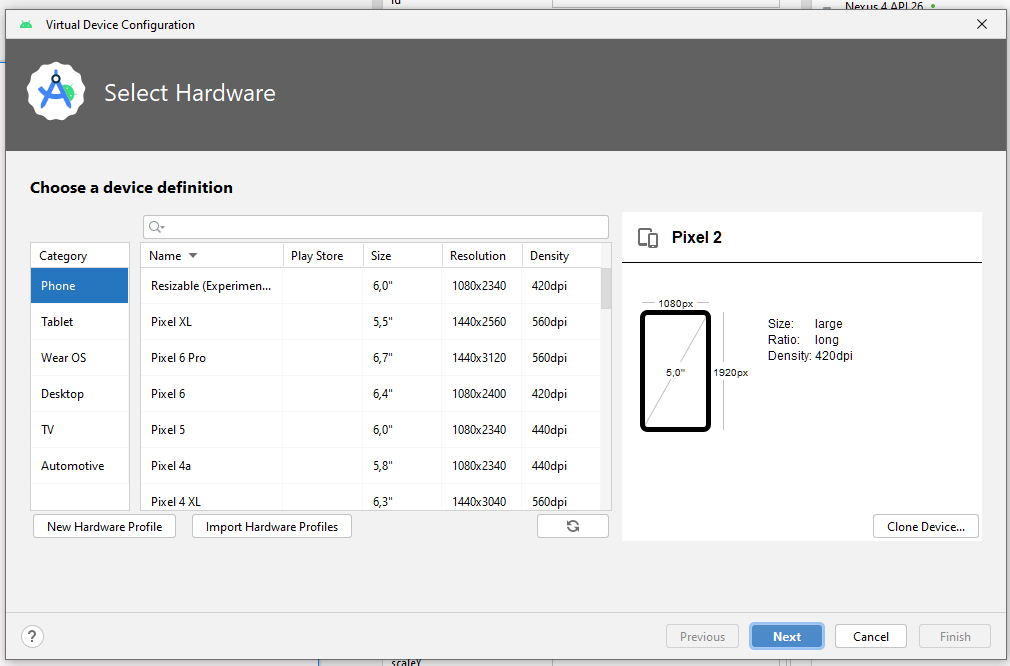 id
Nexus 4 API 26
Virtual Device Configuration
Select Hardware
Choose a device definition
Category
Phone
Tablet
Wear OS
Desktop
TV
Automotive
Name Play Store Size Resolution Density
Resizable (Experimen... 6,0" 1080x2340 420dpi
Pixel XL 5,5" 1440x2560 560dpi
Pixel 6 Pro 6,7" 1440x3120 560dpi
Pixel 6 6,4" 1080x2400 420dpi
Pixel 5 6,0" 1080x2340 440dpi
Pixel 4a 5,8" 1080x2340 440dpi
Pixel 4 XL 6,3" 1440x3040 560dpi
New Hardware Profile Import Hardware Profiles
Pixel 2
1080px
5,0"
1920px
Size: large
Ratio: long
Density: 420dpi
Clone Device...
? Previous Next Cancel Finish
scaleY